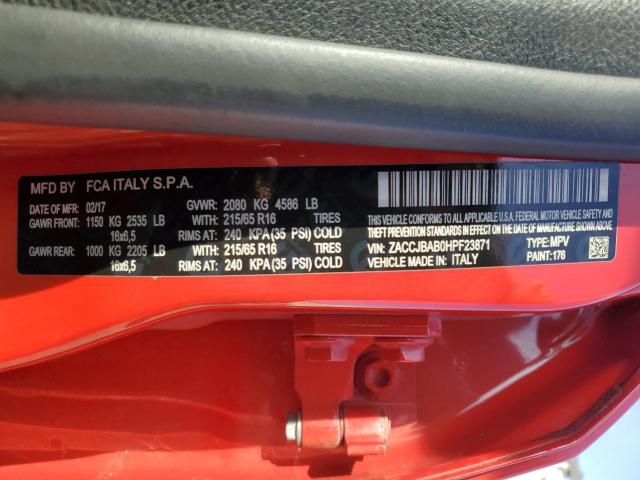 MFD BY FCA ITALY S.P.A.
DATE OF MFR: 02/17 GVWR: 2080 KG 4586 LB
GAWR FRONT: 1150 KG 2535 LB WITH: 215/65 R16 TIRES
16x6,5 RIMS AT: 240 KPA(35 PSI) COLD
GAWR REAR: 1000 KG 2205 LB WITH: 215/65 R16 TIRES
16x6,5 RIMS AT: 240 KPA(35 PSI) COLD
THIS VEHICLE CONFORMS TO ALL APPLICABLE U.S.A. FEDERAL MOTOR VEHICLE SAFETY,
BUMPER, AND THEFT PREVENTION STANDARDS IN EFFECT ON THE DATE OF MANUFACTURE SHOWN ABOVE.
VIN: ZACCJBAB0HPF23871 TYPE: MPV
VEHICLE MADE IN: ITALY PAINT: 176